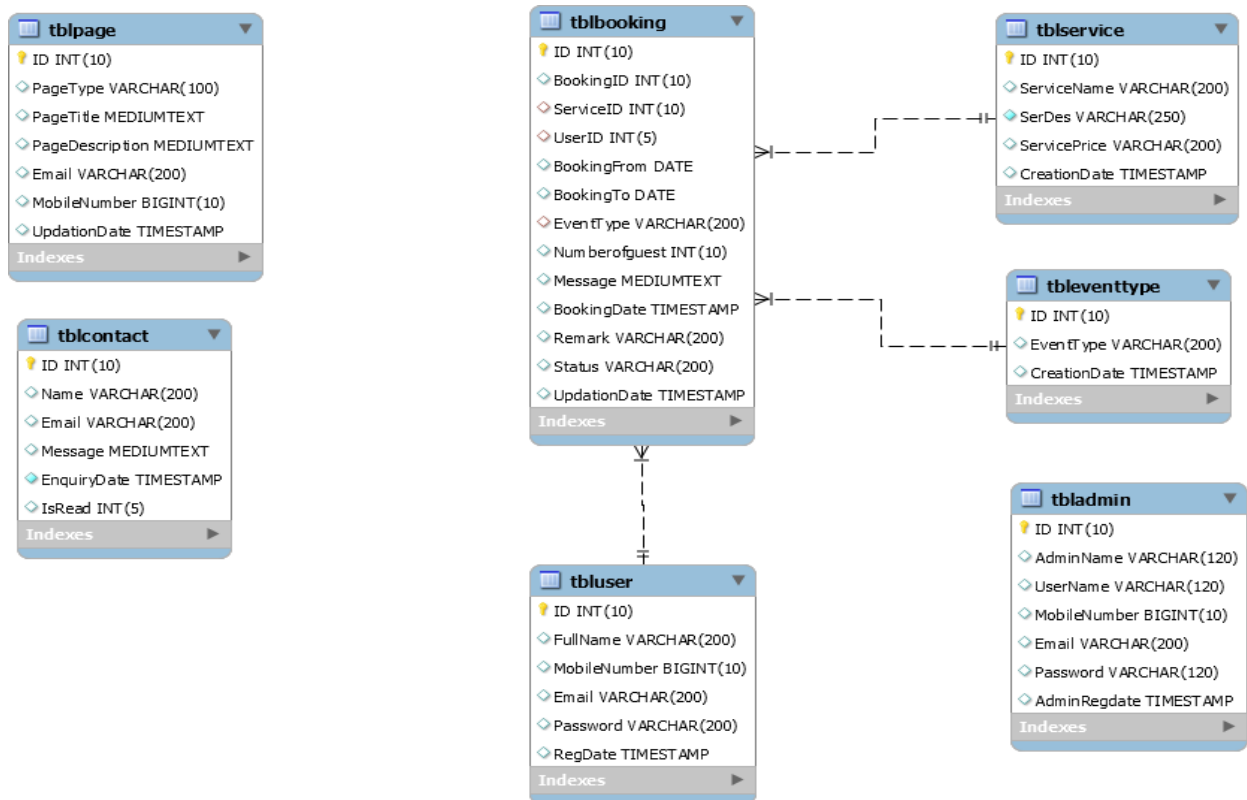 tblpage
ID INT(10)
PageType VARCHAR(100)
PageTitle MEDIUMTEXT
PageDescription MEDIUMTEXT
Email VARCHAR(200)
MobileNumber BIGINT(10)
UpdationDate TIMESTAMP
Indexes
tblcontact
ID INT(10)
Name VARCHAR(200)
Email VARCHAR(200)
Message MEDIUMTEXT
EnquiryDate TIMESTAMP
IsRead INT(5)
Indexes
tblbooking
ID INT(10)
BookingID INT(10)
ServiceID INT(10)
UserID INT(5)
BookingFrom DATE
BookingTo DATE
EventType VARCHAR(200)
Numberofguest INT(10)
Message MEDIUMTEXT
BookingDate TIMESTAMP
Remark VARCHAR(200)
Status VARCHAR(200)
UpdationDate TIMESTAMP
Indexes
tbluser
ID INT(10)
FullName VARCHAR(200)
MobileNumber BIGINT(10)
Email VARCHAR(200)
Password VARCHAR(200)
RegDate TIMESTAMP
Indexes
tblservice
ID INT(10)
ServiceName VARCHAR(200)
SerDes VARCHAR(250)
ServicePrice VARCHAR(200)
CreationDate TIMESTAMP
Indexes
tbleventtype
ID INT(10)
EventType VARCHAR(200)
CreationDate TIMESTAMP
Indexes
tbladmin
ID INT(10)
AdminName VARCHAR(120)
UserName VARCHAR(120)
MobileNumber BIGINT(10)
Email VARCHAR(200)
Password VARCHAR(120)
AdminRegdate TIMESTAMP
Indexes